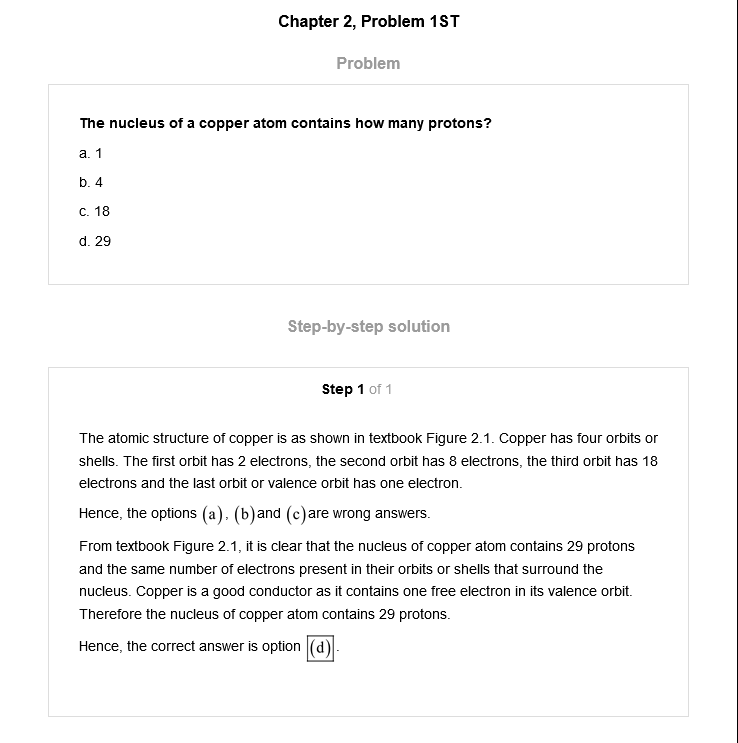 Chapter 2, Problem 1ST
Problem
The nucleus of a copper atom contains how many protons?
a. 1
b. 4
c. 18
d. 29
Step-by-step solution
Step 1 of 1
The atomic structure of copper is as shown in textbook Figure 2.1. Copper has four orbits or
shells. The first orbit has 2 electrons, the second orbit has 8 electrons, the third orbit has 18
electrons and the last orbit or valence orbit has one electron.
Hence, the options (a), (b) and (c) are wrong answers.
From textbook Figure 2.1, it is clear that the nucleus of copper atom contains 29 protons
and the same number of electrons present in their orbits or shells that surround the
nucleus. Copper is a good conductor as it contains one free electron in its valence orbit.
Therefore the nucleus of copper atom contains 29 protons.
Hence, the correct answer is option (d).